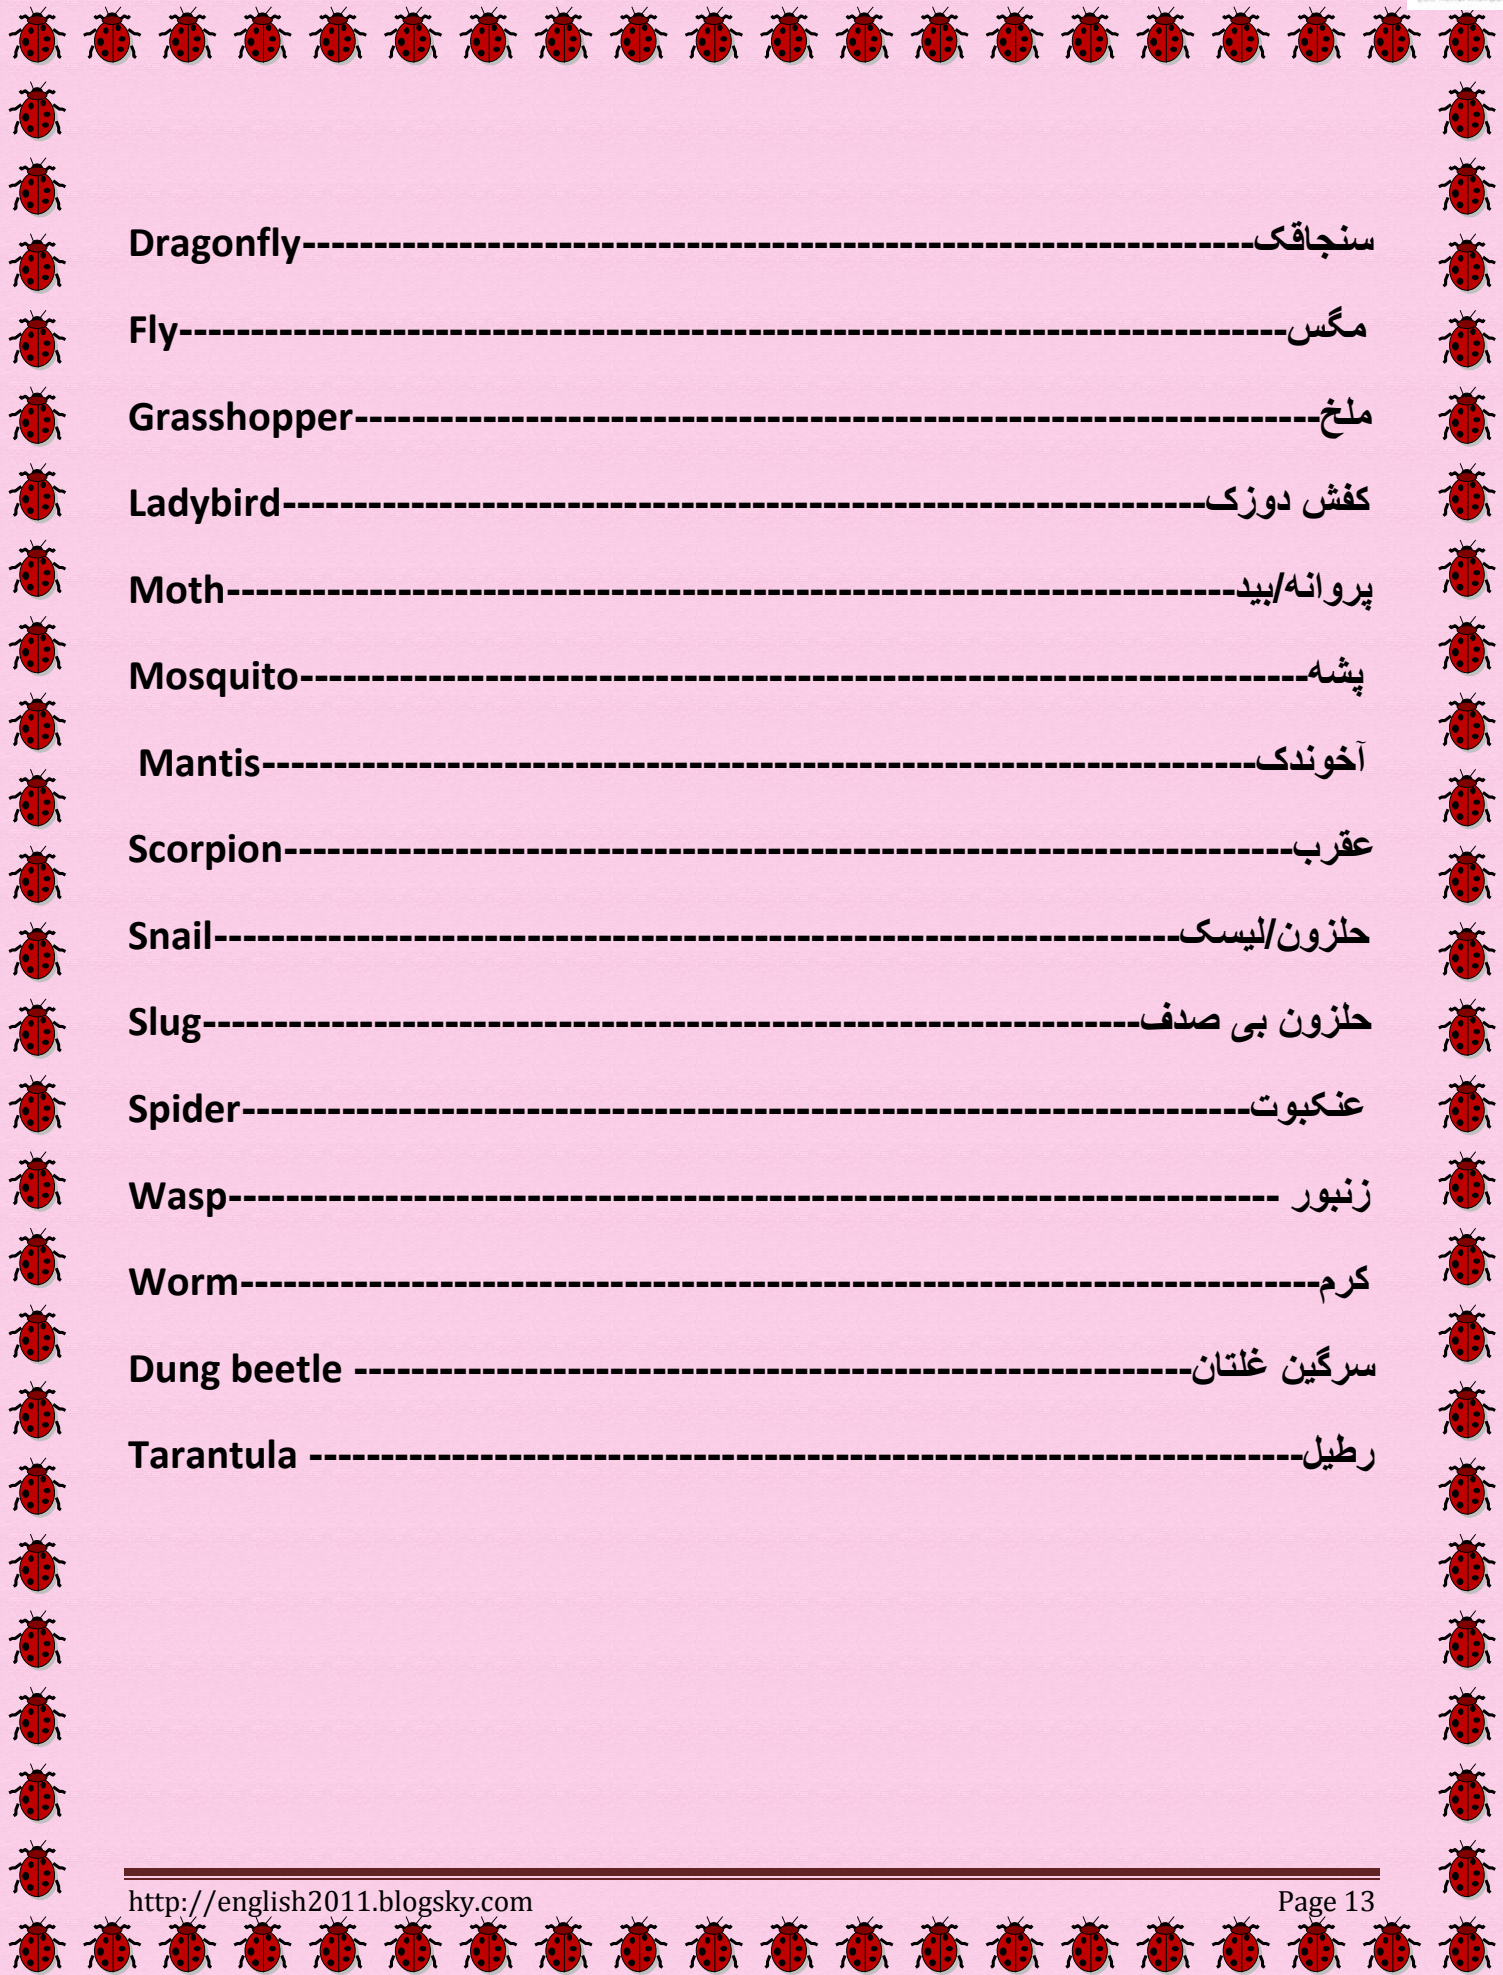 Dragonfly-------------------------------------------------------------------سنجاقک
Fly------------------------------------------------------------------------------مگس
Grasshopper--------------------------------------------------------------------ملخ
Ladybird-----------------------------------------------------------------کفش دوزک
Moth-----------------------------------------------------------------------پروانه/بید
Mosquito-----------------------------------------------------------------------پشه
Mantis----------------------------------------------------------------------آخوندک
Scorpion-----------------------------------------------------------------------عقرب
Snail--------------------------------------------------------------------حلزون/لیسک
Slug------------------------------------------------------------------حلزون بی صدف
Spider-----------------------------------------------------------------------عنکبوت
Wasp-------------------------------------------------------------------------- زنبور
Worm----------------------------------------------------------------------------کرم
Dung beetle -----------------------------------------------------------سرگین غلتان
Tarantula ----------------------------------------------------------------------رطیل
http://english2011.blogsky.com Page 13